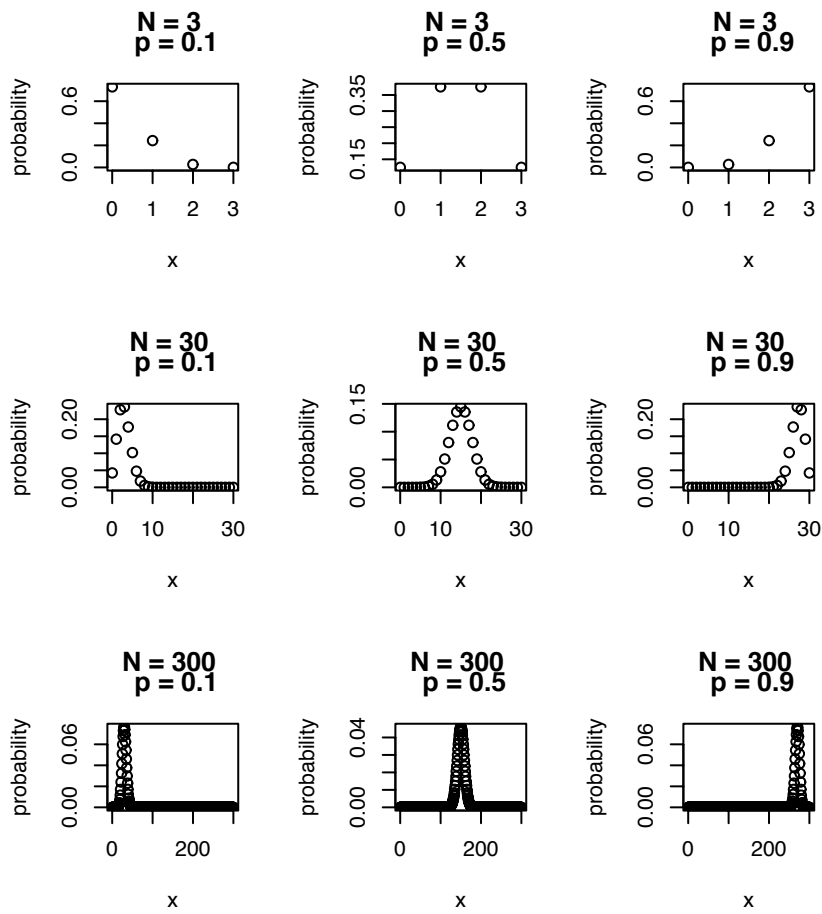 N = 3
p = 0.1
probability
0.0
0.6
0
1
2
3
x
N = 3
p = 0.5
probability
0.15
0.35
0
1
2
3
x
N = 3
p = 0.9
probability
0.0
0.6
0
1
2
3
x
N = 30
p = 0.1
probability
0.00
0.20
0
10
30
x
N = 30
p = 0.5
probability
0.00
0.15
0
10
30
x
N = 30
p = 0.9
probability
0.00
0.20
0
10
30
x
N = 300
p = 0.1
probability
0.00
0.06
0
200
x
N = 300
p = 0.5
probability
0.00
0.04
0
200
x
N = 300
p = 0.9
probability
0.00
0.06
0
200
x